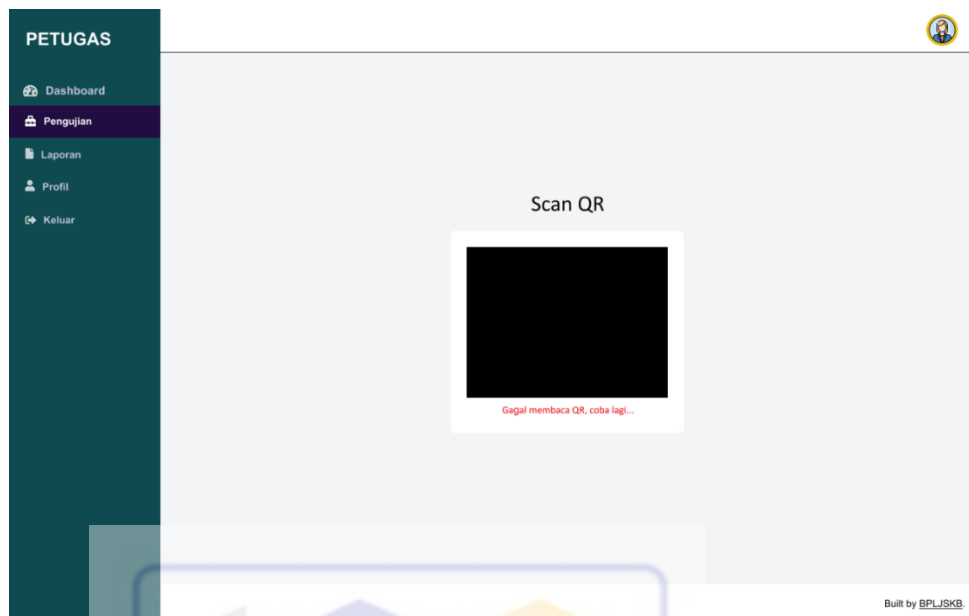 PETUGAS
Dashboard
Pengujian
Laporan
Profil
Keluar
Scan QR
Gagal membaca QR, coba lagi...
Built by BPLJSKB.